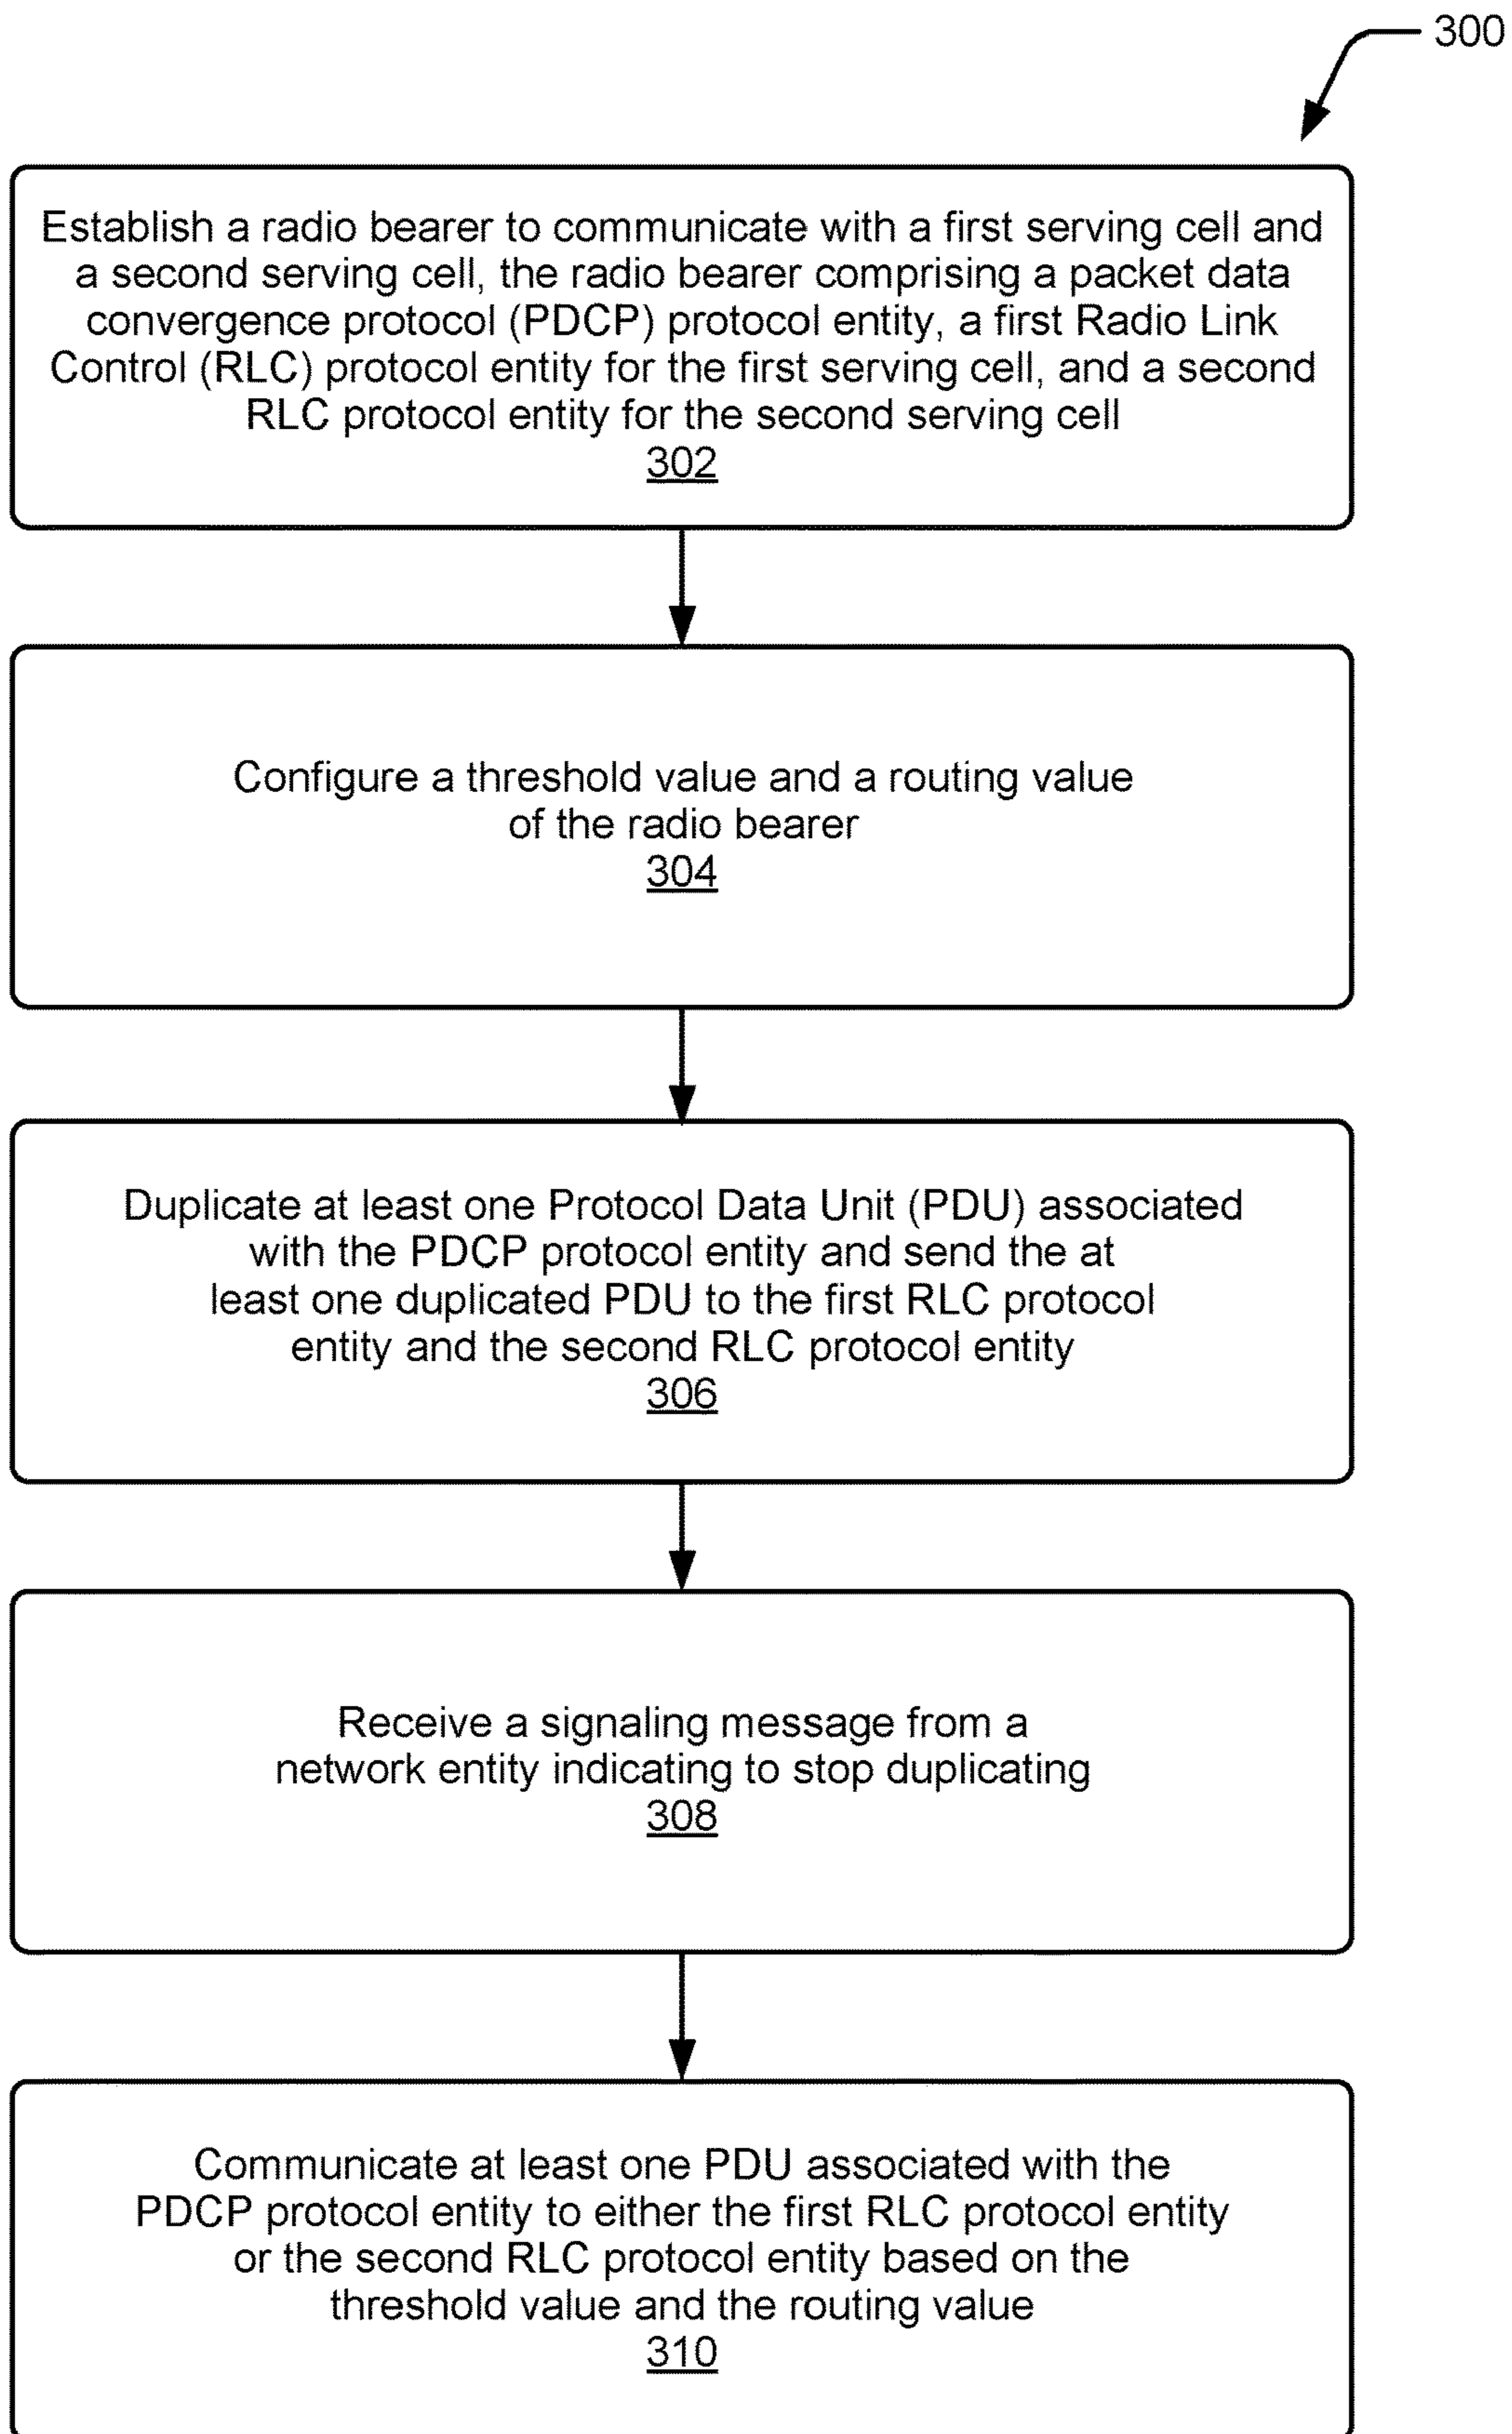 300
Establish a radio bearer to communicate with a first serving cell and
a second serving cell, the radio bearer comprising a packet data
convergence protocol (PDCP) protocol entity, a first Radio Link
Control (RLC) protocol entity for the first serving cell, and a second
RLC protocol entity for the second serving cell
302
Configure a threshold value and a routing value
of the radio bearer
304
Duplicate at least one Protocol Data Unit (PDU) associated
with the PDCP protocol entity and send the at
least one duplicated PDU to the first RLC protocol
entity and the second RLC protocol entity
306
Receive a signaling message from a
network entity indicating to stop duplicating
308
Communicate at least one PDU associated with the
PDCP protocol entity to either the first RLC protocol entity
or the second RLC protocol entity based on the
threshold value and the routing value
310